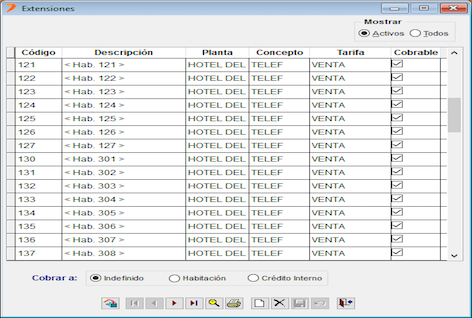 Extensiones
Mostrar
Activos Todos
Código Descripción Planta Concepto Tarifa Cobrable
121 < Hab. 121 > HOTEL DEL TELEF VENTA
122 < Hab. 122 > HOTEL DEL TELEF VENTA
123 < Hab. 123 > HOTEL DEL TELEF VENTA
124 < Hab. 124 > HOTEL DEL TELEF VENTA
125 < Hab. 125 > HOTEL DEL TELEF VENTA
126 < Hab. 126 > HOTEL DEL TELEF VENTA
127 < Hab. 127 > HOTEL DEL TELEF VENTA
130 < Hab. 301 > HOTEL DEL TELEF VENTA
131 < Hab. 302 > HOTEL DEL TELEF VENTA
132 < Hab. 303 > HOTEL DEL TELEF VENTA
133 < Hab. 304 > HOTEL DEL TELEF VENTA
134 < Hab. 305 > HOTEL DEL TELEF VENTA
135 < Hab. 306 > HOTEL DEL TELEF VENTA
136 < Hab. 307 > HOTEL DEL TELEF VENTA
137 < Hab. 308 > HOTEL DEL TELEF VENTA
Cobrar a: Indefinido Habitación Crédito Interno